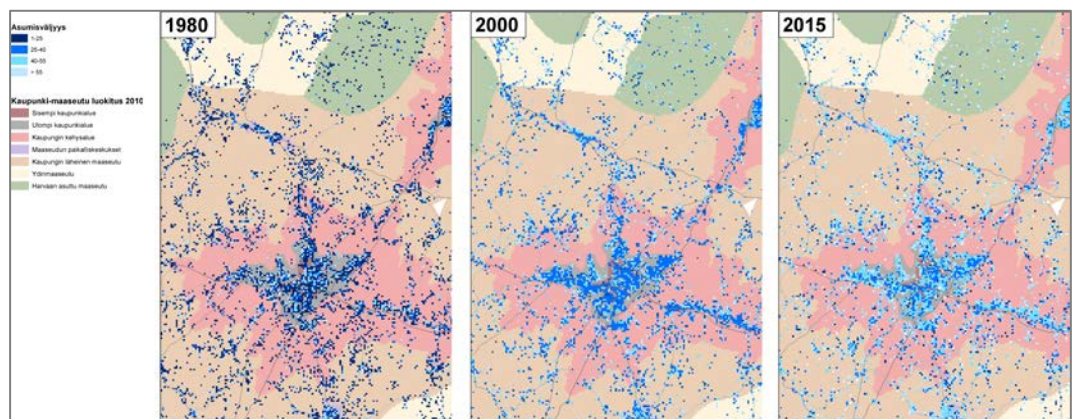 Asumisväljyys
1-25
25-40
40-55
> 55
Kaupunki-maaseutu luokitus 2010
Sisempi kaupunkialue
Ulompi kaupunkialue
Kaupungin kehysalue
Maaseudun paikalliskeskukset
Kaupungin läheinen maaseutu
Ydinmaaseutu
Harvaan asuttu maaseutu
1980
2000
2015